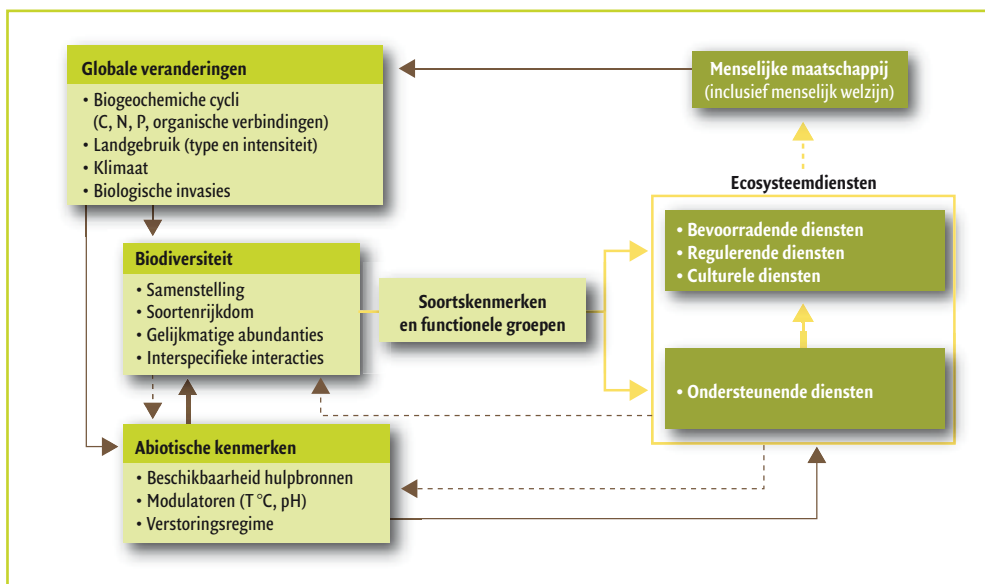 Globale veranderingen
• Biogeochemiche cycli
(C, N, P, organische verbindingen)
• Landgebruik (type en intensiteit)
• Klimaat
• Biologische invasies
Menselijke maatschappij
(inclusief menselijk welzijn)
Ecosysteemdiensten
• Bevoorradende diensten
• Regulerende diensten
• Culturele diensten
• Ondersteunende diensten
Biodiversiteit
• Samenstelling
• Soortenrijkdom
• Gelijkmatige abundanties
• Interspecifieke interacties
Soortskenmerken
en functionele groepen
Abiotische kenmerken
• Beschikbaarheid hulpbronnen
• Modulatoren (T °C, pH)
• Verstoringsregime